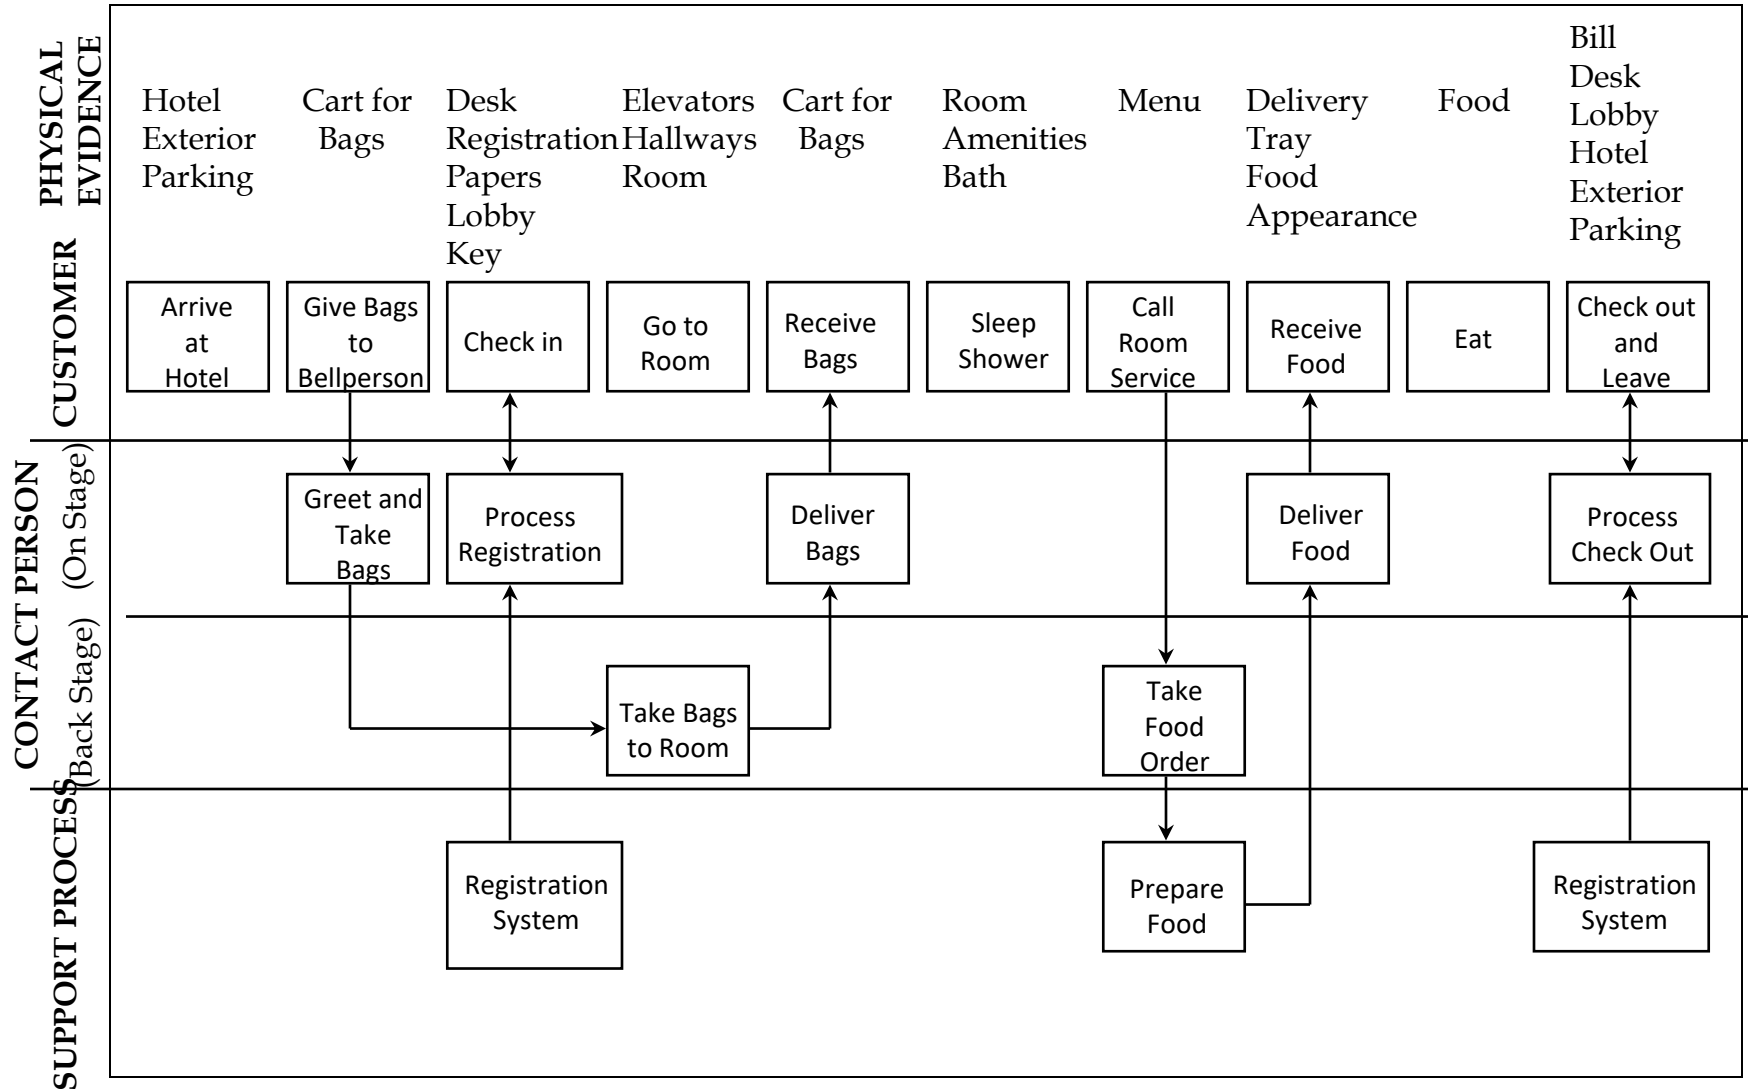 PHYSICAL
EVIDENCE
Hotel
Exterior
Parking
Cart for
Bags
Desk
Registration
Papers
Lobby
Key
Elevators
Hallways
Room
Cart for
Bags
Room
Amenities
Bath
Menu
Delivery
Tray
Food
Appearance
Food
Bill
Desk
Lobby
Hotel
Exterior
Parking
CUSTOMER
Arrive
at
Hotel
Give Bags
to
Bellperson
Check in
Go to
Room
Receive
Bags
Sleep
Shower
Call
Room
Service
Receive
Food
Eat
Check out
and
Leave
CONTACT PERSON
(On Stage)
Greet and
Take
Bags
Process
Registration
Deliver
Bags
Deliver
Food
Process
Check Out
(Back Stage)
Take Bags
to Room
Take
Food
Order
SUPPORT PROCESS
Registration
System
Prepare
Food
Registration
System